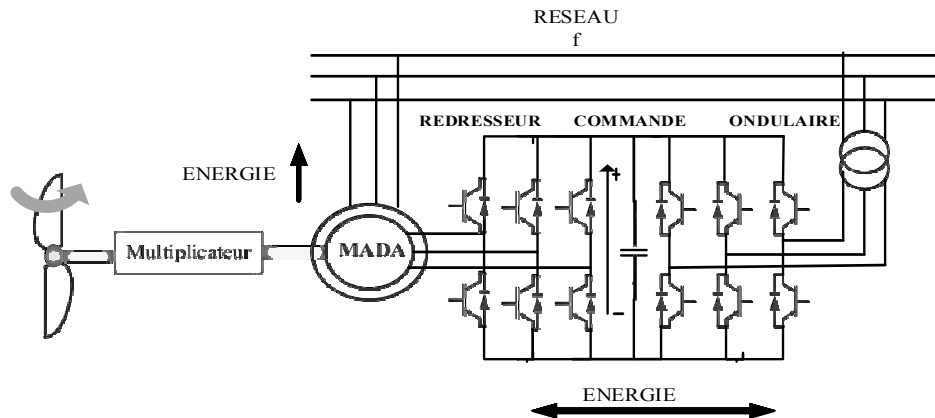 RESEAU
f
REDRESSEUR COMMANDE ONDULAIRE
ENERGIE
+
Multiplicateur
MADA
−
ENERGIE